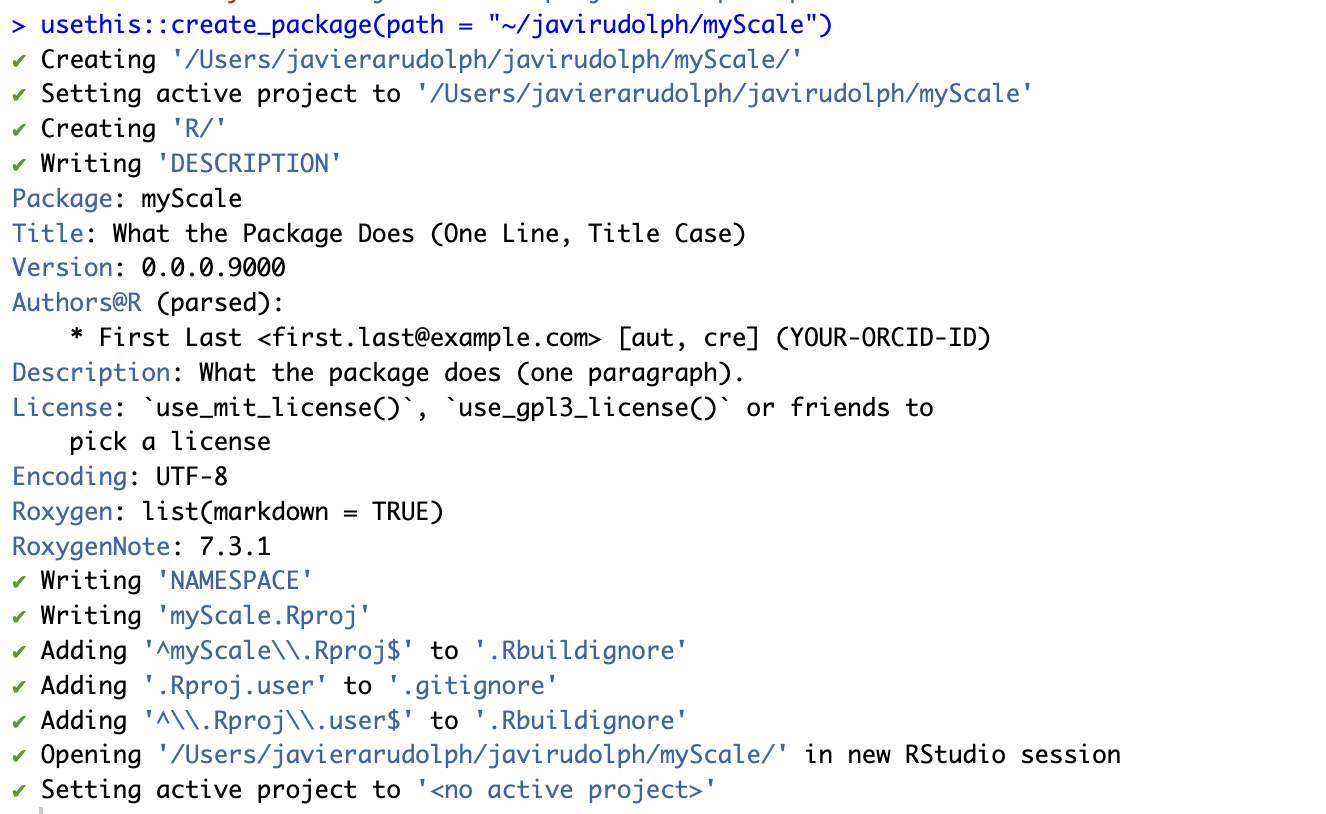 > usethis::create_package(path = "~/javirudolph/myScale")
✔ Creating '/Users/javierarudolph/javirudolph/myScale/'
✔ Setting active project to '/Users/javierarudolph/javirudolph/myScale'
✔ Creating 'R/'
✔ Writing 'DESCRIPTION'
Package: myScale
Title: What the Package Does (One Line, Title Case)
Version: 0.0.0.9000
Authors@R (parsed):
    * First Last <first.last@example.com> [aut, cre] (YOUR-ORCID-ID)
Description: What the package does (one paragraph).
License: `use_mit_license()`, `use_gpl3_license()` or friends to
    pick a license
Encoding: UTF-8
Roxygen: list(markdown = TRUE)
RoxygenNote: 7.3.1
✔ Writing 'NAMESPACE'
✔ Writing 'myScale.Rproj'
✔ Adding '^myScale\\.Rproj$' to '.Rbuildignore'
✔ Adding '.Rproj.user' to '.gitignore'
✔ Adding '^\\.Rproj\\.user$' to '.Rbuildignore'
✔ Opening '/Users/javierarudolph/javirudolph/myScale/' in new RStudio session
✔ Setting active project to '<no active project>'